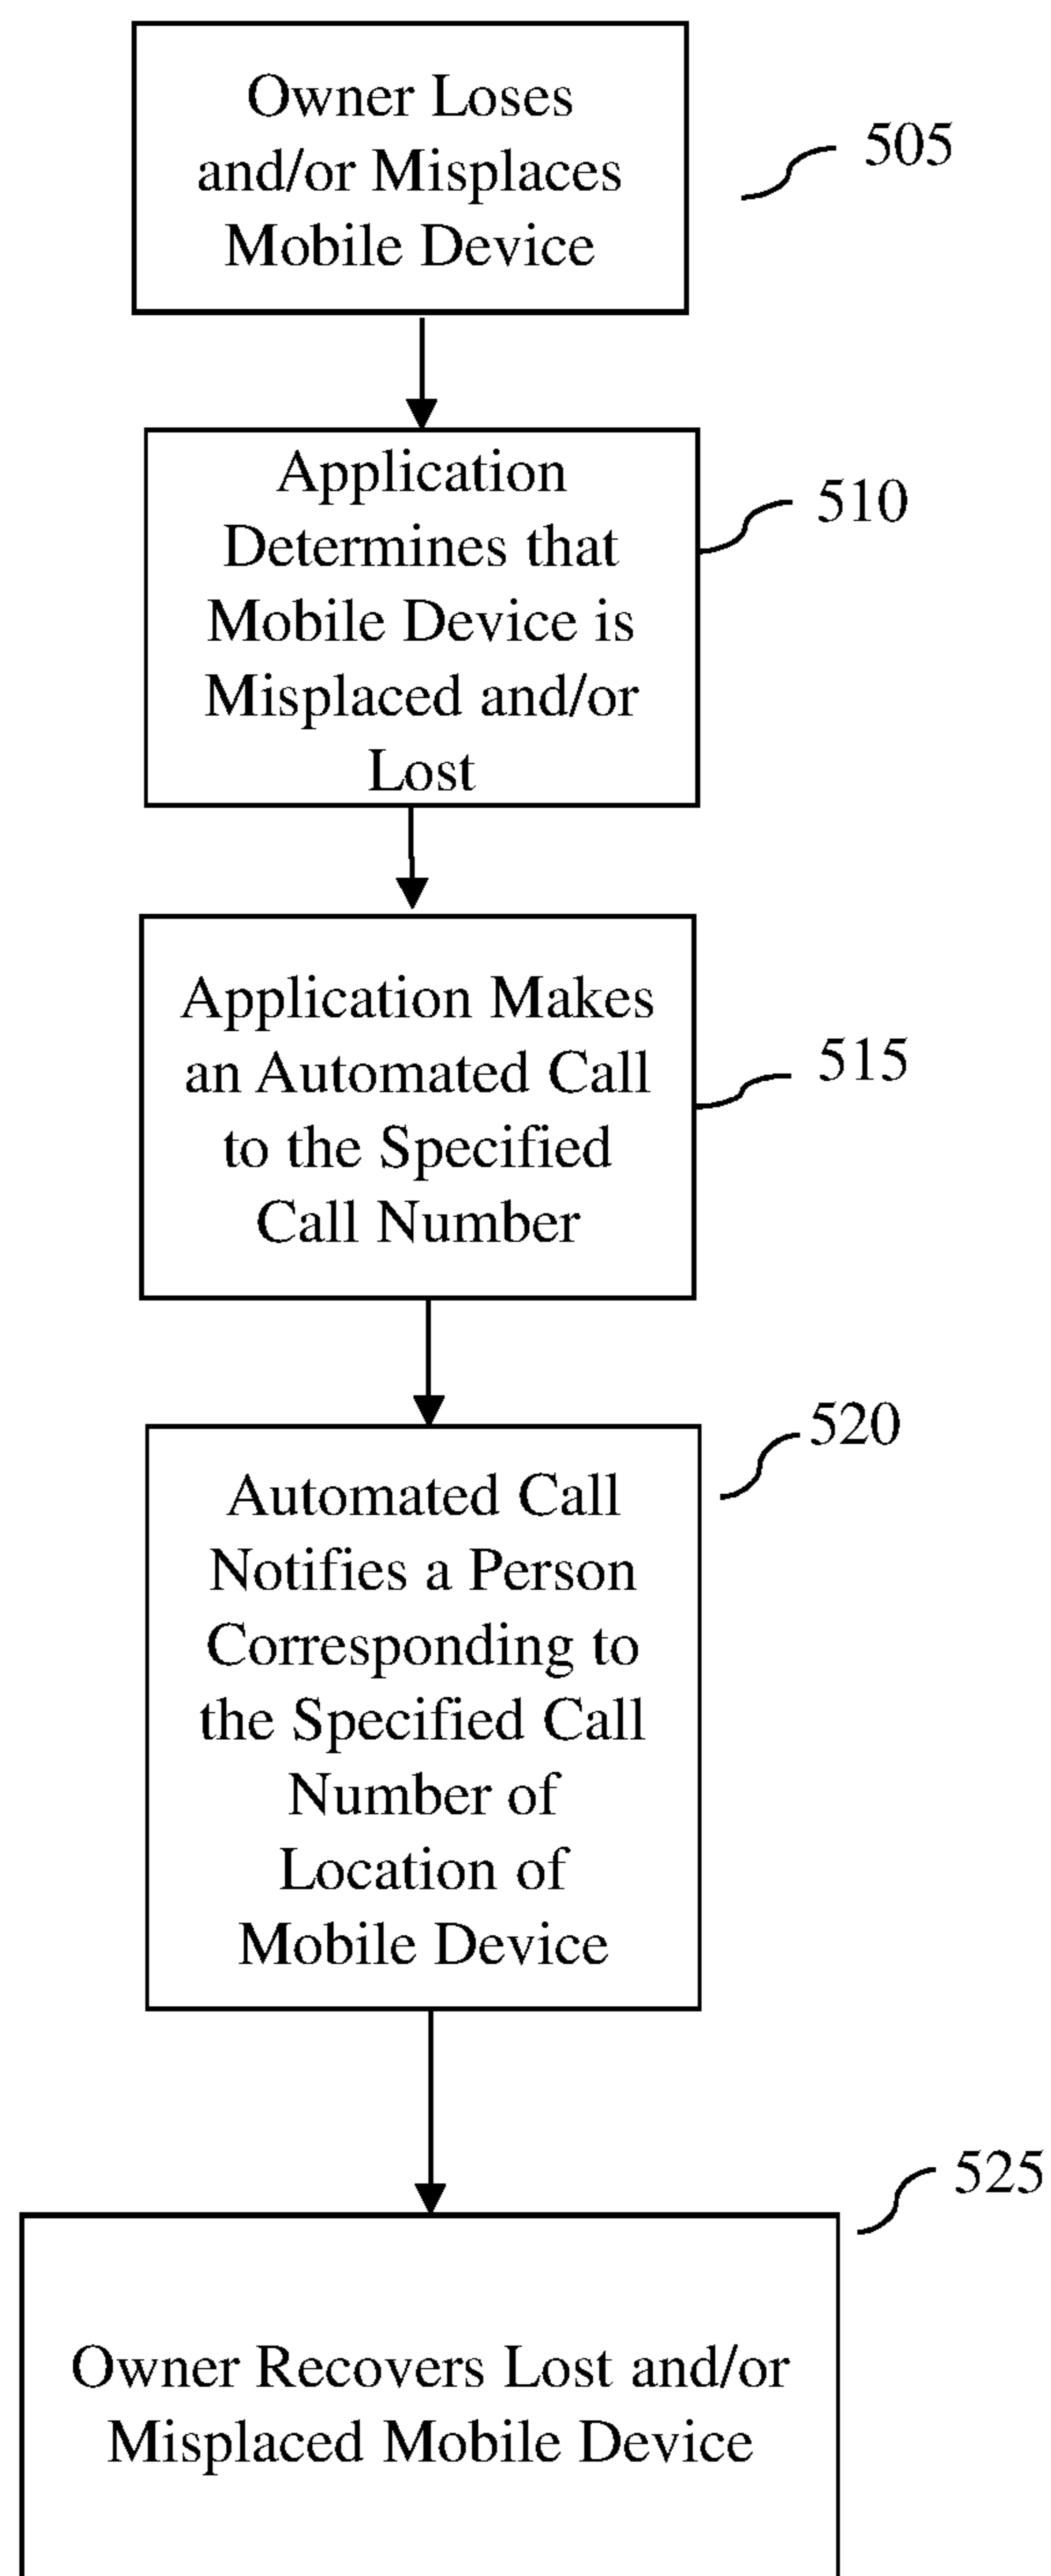 Owner Loses
and/or Misplaces
Mobile Device
505
Application
Determines that
Mobile Device is
Misplaced and/or
Lost
510
Application Makes
an Automated Call
to the Specified
Call Number
515
Automated Call
Notifies a Person
Corresponding to
the Specified Call
Number of
Location of
Mobile Device
520
Owner Recovers Lost and/or
Misplaced Mobile Device
525